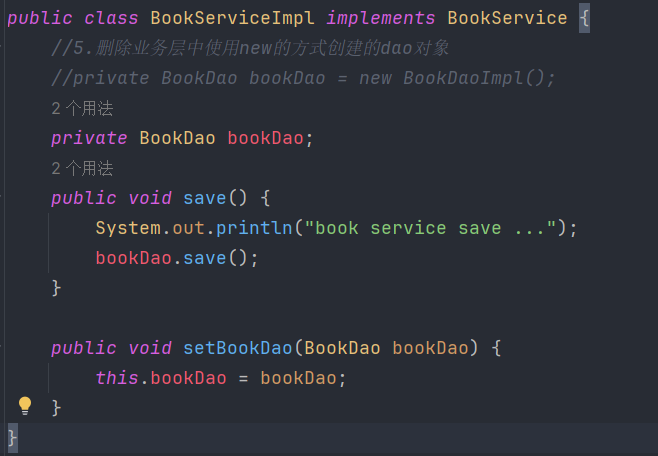 public class BookServiceImpl implements BookService {
//5.删除业务层中使用new的方式创建的dao对象
//private BookDao bookDao = new BookDaoImpl();
2 个用法
private BookDao bookDao;
2 个用法
public void save() {
System.out.println("book service save ...");
bookDao.save();
}
public void setBookDao(BookDao bookDao) {
this.bookDao = bookDao;
}
}